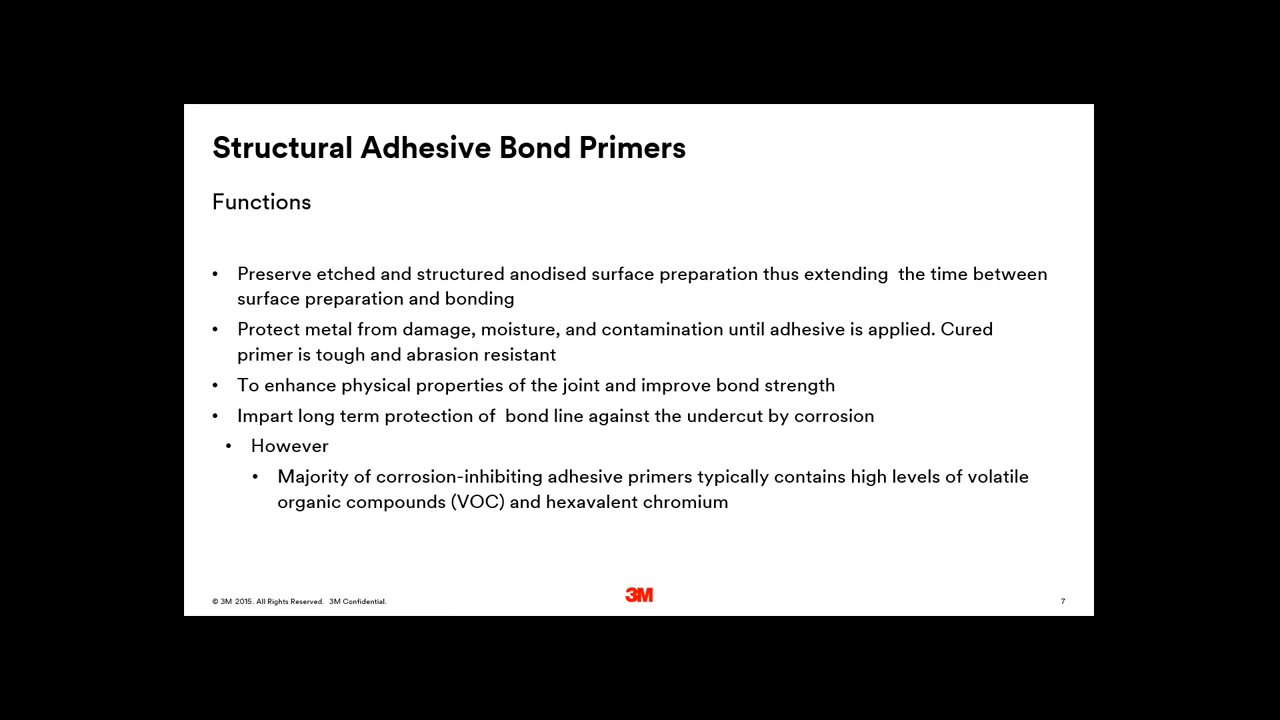 Structural Adhesive Bond Primers
Functions
• Preserve etched and structured anodised surface preparation thus extending  the time between
surface preparation and bonding
• Protect metal from damage, moisture, and contamination until adhesive is applied. Cured
primer is tough and abrasion resistant
• To enhance physical properties of the joint and improve bond strength
• Impart long term protection of  bond line against the undercut by corrosion
• However
• Majority of corrosion-inhibiting adhesive primers typically contains high levels of volatile
organic compounds (VOC) and hexavalent chromium
© 3M 2015. All Rights Reserved.  3M Confidential.
3M
7